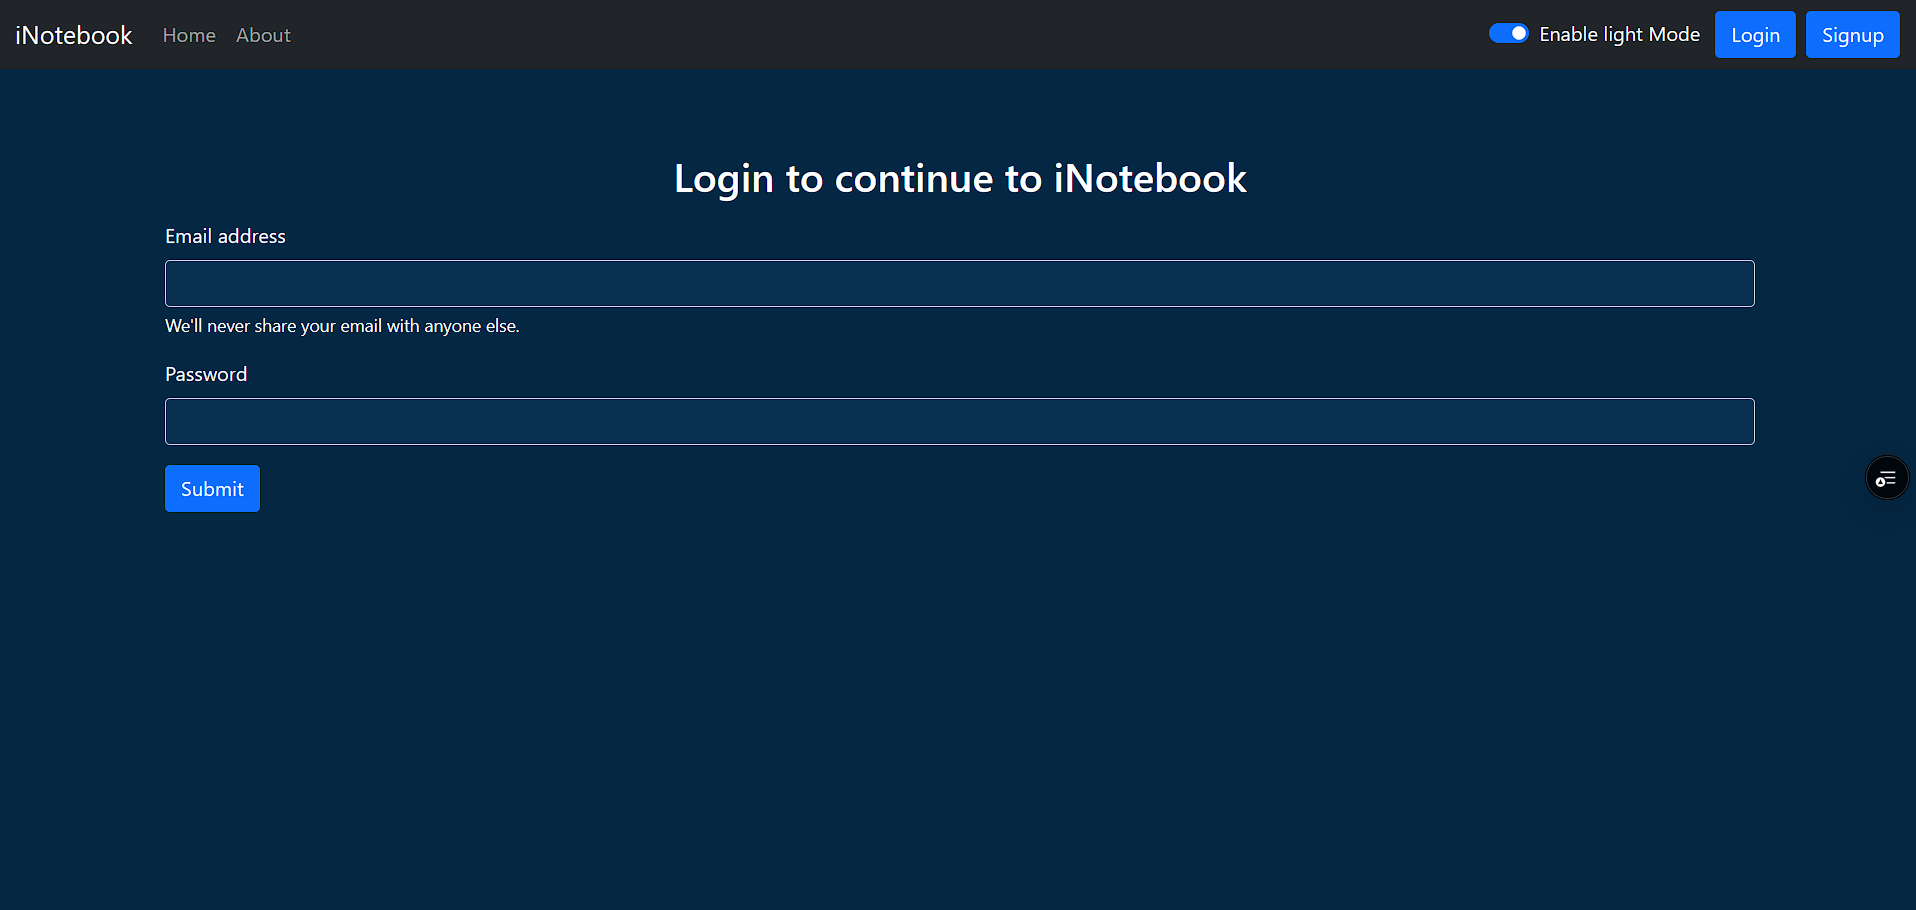 iNotebook Home About Enable light Mode Login Signup
Login to continue to iNotebook
Email address
We'll never share your email with anyone else.
Password
Submit